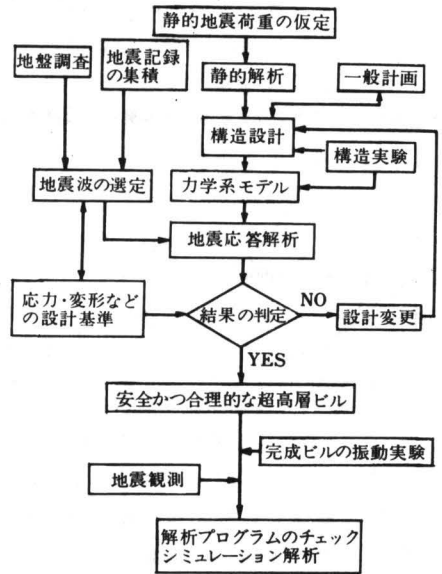 静的地震荷重の仮定
地盤調査
地震記録
の集積
静的解析
一般計画
構造設計
構造実験
地震波の選定
力学系モデル
地震応答解析
応力・変形など
の設計基準
結果の判定
NO
設計変更
YES
安全かつ合理的な超高層ビル
完成ビルの振動実験
地震観測
解析プログラムのチェック
シミュレーション解析